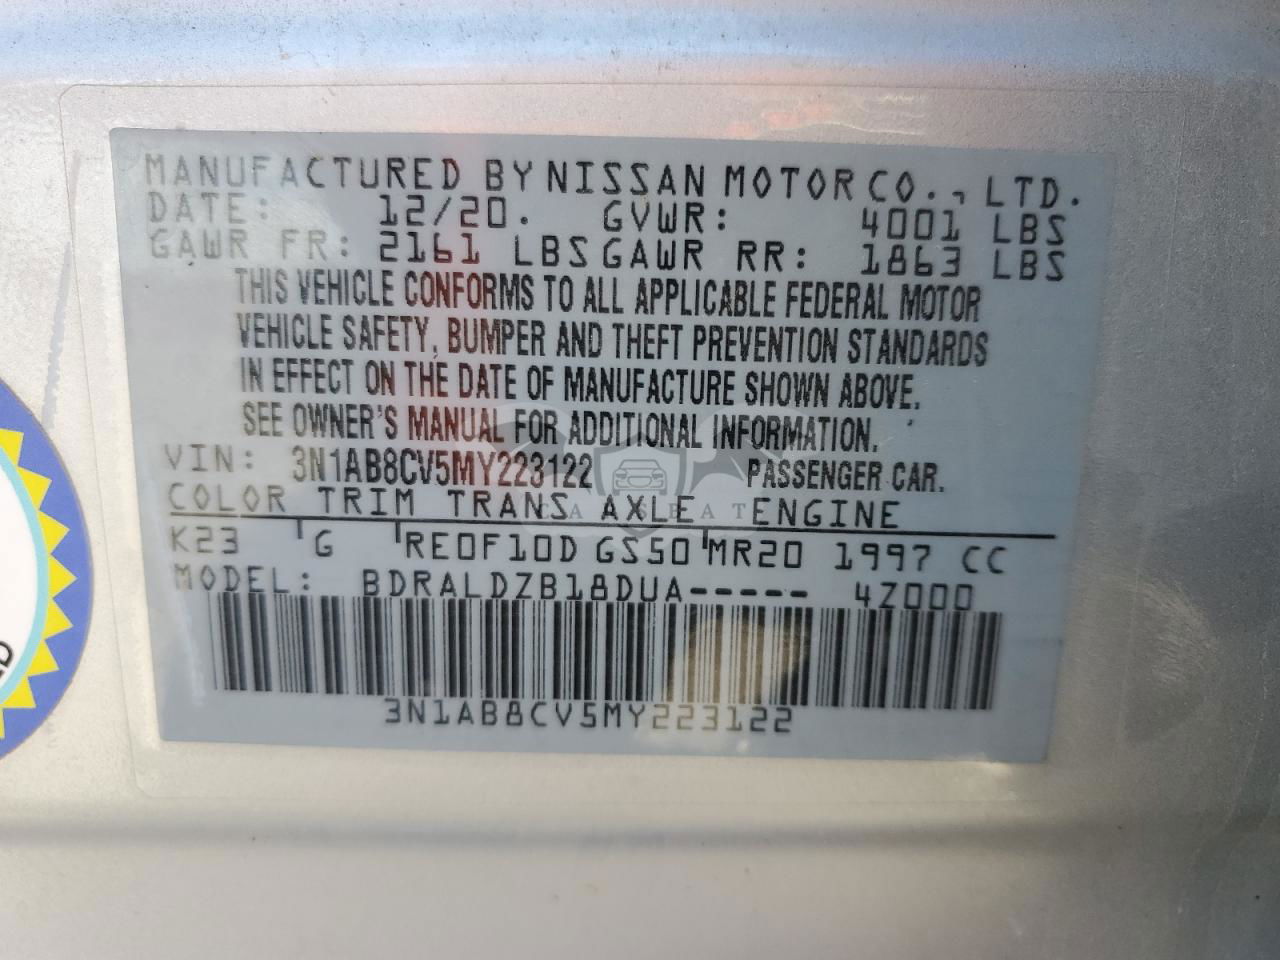 MANUFACTURED BY NISSAN MOTOR CO., LTD.
DATE: 12/20. GVWR: 4001 LBS
GAWR FR: 2161 LBS GAWR RR: 1863 LBS
THIS VEHICLE CONFORMS TO ALL APPLICABLE FEDERAL MOTOR
VEHICLE SAFETY, BUMPER AND THEFT PREVENTION STANDARDS
IN EFFECT ON THE DATE OF MANUFACTURE SHOWN ABOVE.
SEE OWNER'S MANUAL FOR ADDITIONAL INFORMATION.
VIN: 3N1AB8CV5MY223122 PASSENGER CAR.
COLOR TRIM TRANS AXLE ENGINE
K23 G RE0F10D GS50 MR20 1997 CC
MODEL: BDRALDZB18DUA----- 4Z000
3N1AB8CV5MY223122